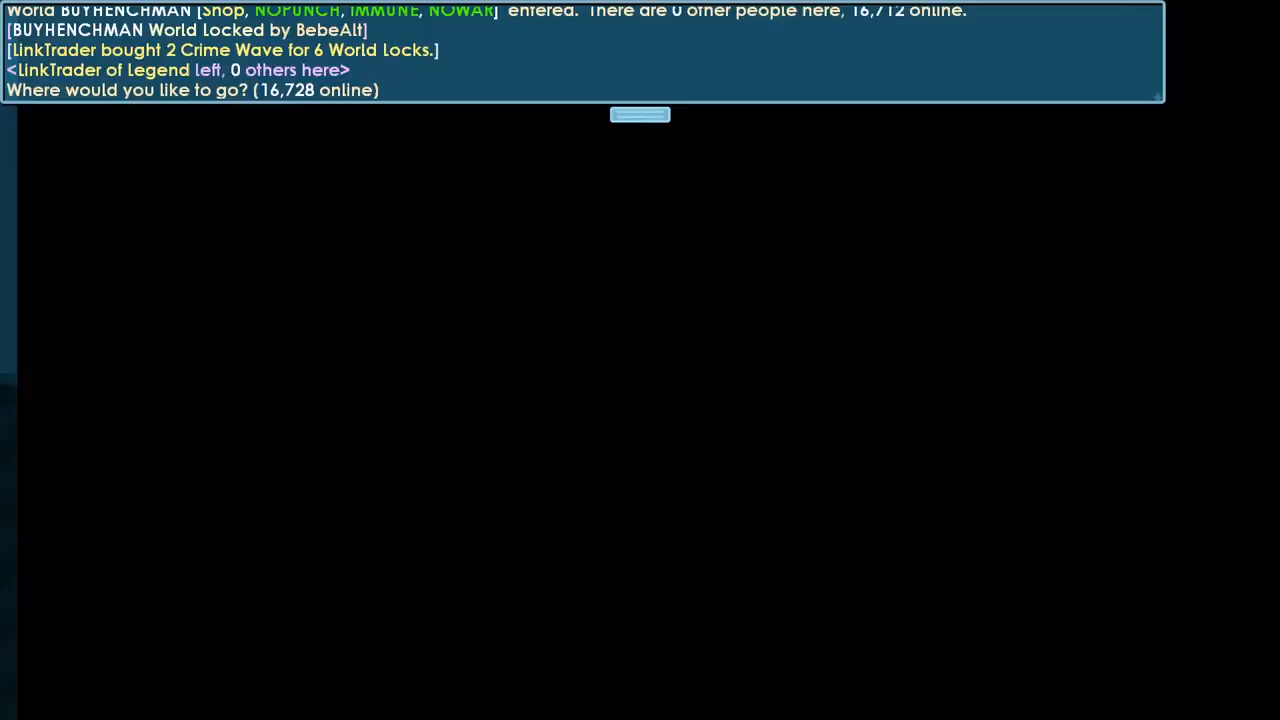 World BUYHENCHMAN [Shop, NOPUNCH, IMMUNE, NOWAR] entered. There are 0 other people here, 16,712 online.
[BUYHENCHMAN World Locked by BebeAlt]
[LinkTrader bought 2 Crime Wave for 6 World Locks.]
<LinkTrader of Legend left, 0 others here>
Where would you like to go? (16,728 online)